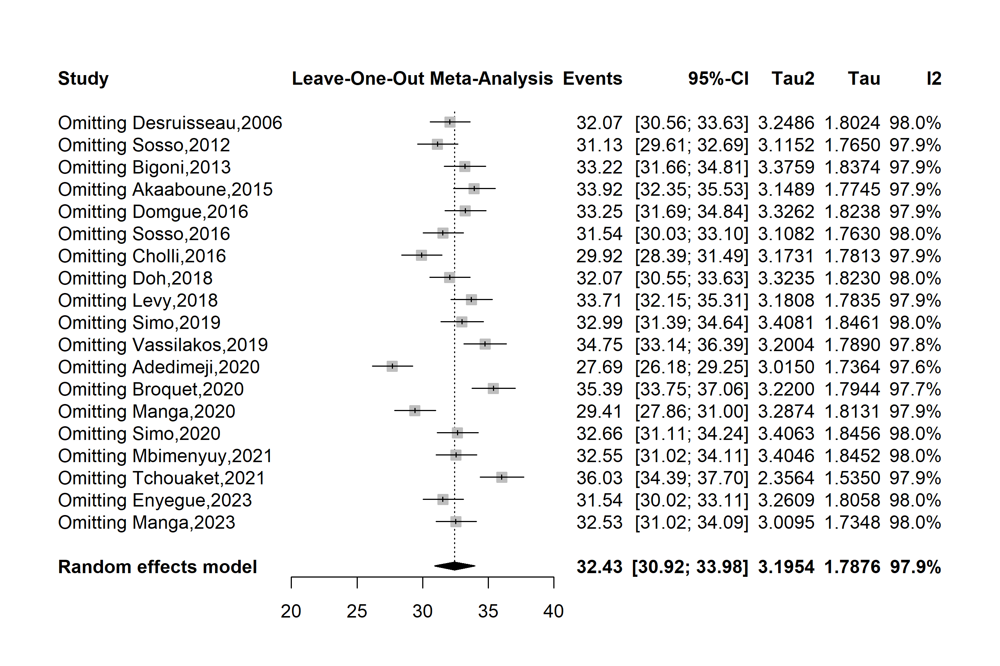 Study Leave-One-Out Meta-Analysis Events 95%-CI Tau2 Tau I2
Omitting Desruisseau,2006 32.07 [30.56; 33.63] 3.2486 1.8024 98.0%
Omitting Sosso,2012 31.13 [29.61; 32.69] 3.1152 1.7650 97.9%
Omitting Bigoni,2013 33.22 [31.66; 34.81] 3.3759 1.8374 97.9%
Omitting Akaaboune,2015 33.92 [32.35; 35.53] 3.1489 1.7745 97.9%
Omitting Domgue,2016 33.25 [31.69; 34.84] 3.3262 1.8238 97.9%
Omitting Sosso,2016 31.54 [30.03; 33.10] 3.1082 1.7630 98.0%
Omitting Cholli,2016 29.92 [28.39; 31.49] 3.1731 1.7813 97.9%
Omitting Doh,2018 32.07 [30.55; 33.63] 3.3235 1.8230 98.0%
Omitting Levy,2018 33.71 [32.15; 35.31] 3.1808 1.7835 97.9%
Omitting Simo,2019 32.99 [31.39; 34.64] 3.4081 1.8461 98.0%
Omitting Vassilakos,2019 34.75 [33.14; 36.39] 3.2004 1.7890 97.8%
Omitting Adedimeji,2020 27.69 [26.18; 29.25] 3.0150 1.7364 97.6%
Omitting Broquet,2020 35.39 [33.75; 37.06] 3.2200 1.7944 97.7%
Omitting Manga,2020 29.41 [27.86; 31.00] 3.2874 1.8131 97.9%
Omitting Simo,2020 32.66 [31.11; 34.24] 3.4063 1.8456 98.0%
Omitting Mbimenyuy,2021 32.55 [31.02; 34.11] 3.4046 1.8452 98.0%
Omitting Tchouaket,2021 36.03 [34.39; 37.70] 2.3564 1.5350 97.9%
Omitting Enyegue,2023 31.54 [30.02; 33.11] 3.2609 1.8058 98.0%
Omitting Manga,2023 32.53 [31.02; 34.09] 3.0095 1.7348 98.0%
Random effects model 32.43 [30.92; 33.98] 3.1954 1.7876 97.9%
20 25 30 35 40